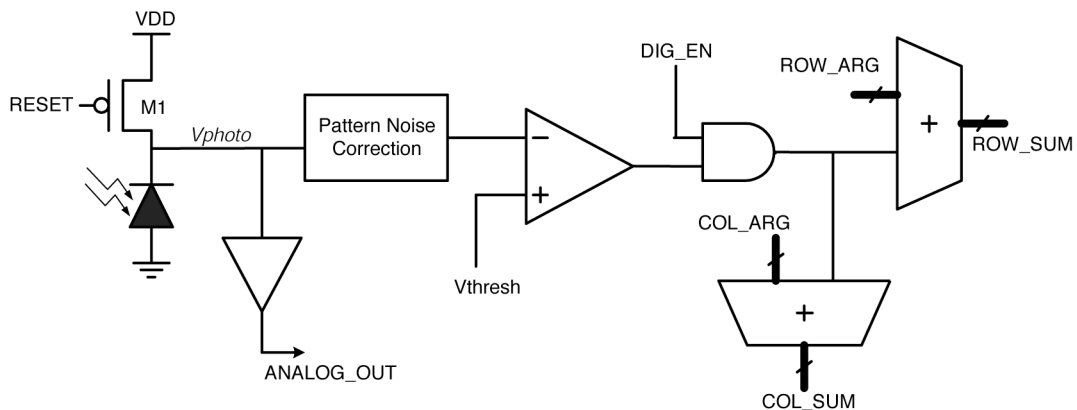 VDD
RESET
M1
Vphoto
Pattern Noise
Correction
−
+
Vthresh
DIG_EN
ROW_ARG
+
ROW_SUM
COL_ARG
+
COL_SUM
ANALOG_OUT